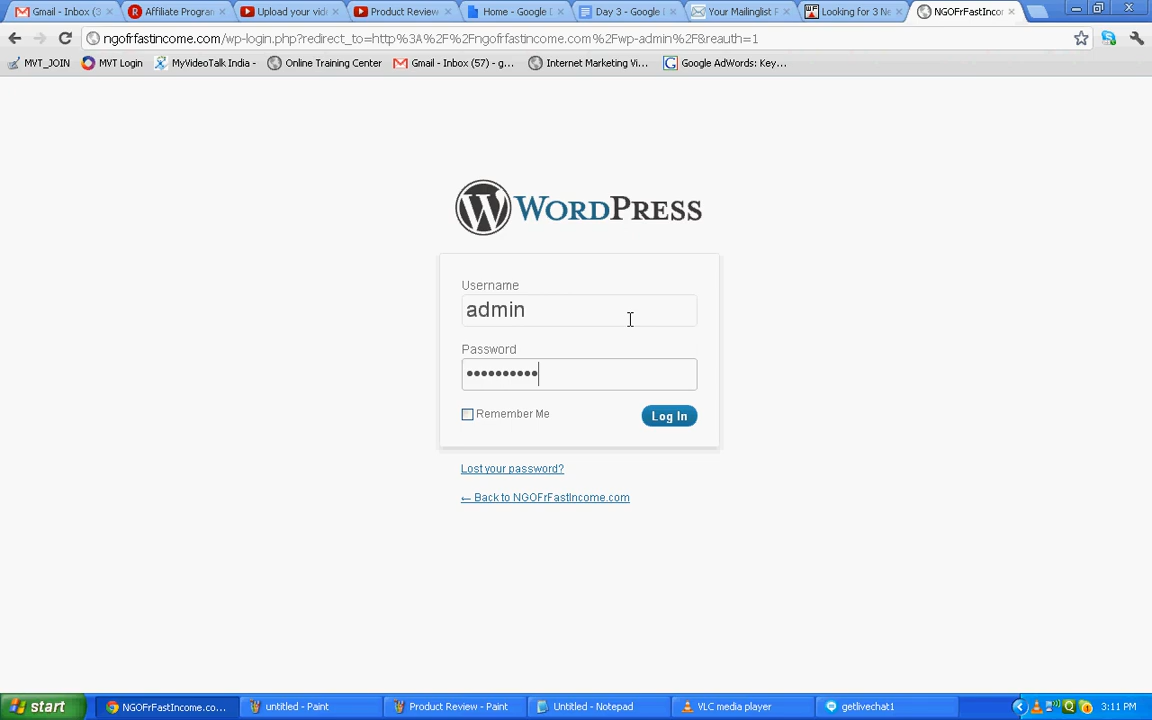 Gmail - Inbox (3
Affiliate Progran
Upload your vid
Product Review
Home - Google D
Day 3 - Google
Your Mailinglist
Looking for 3 Ne
NGOFrFastInco
ngofrfastincome.com/wp-login.php?redirect_to=http%3A%2F%2Fngofrfastincome.com%2Fwp-admin%2F&reauth=1
MVT_JOIN
MVT Login
MyVideoTalk India -
Online Training Center
Gmail - Inbox (57) - g...
Internet Marketing Vi...
Google AdWords: Key...
WORDPRESS
Username
admin
Password
••••••••••
Remember Me
Log In
Lost your password?
← Back to NGOFrFastIncome.com
start
NGOFrFastIncome.co...
untitled - Paint
Product Review - Paint
Untitled - Notepad
VLC media player
getlivechat1
3:11 PM